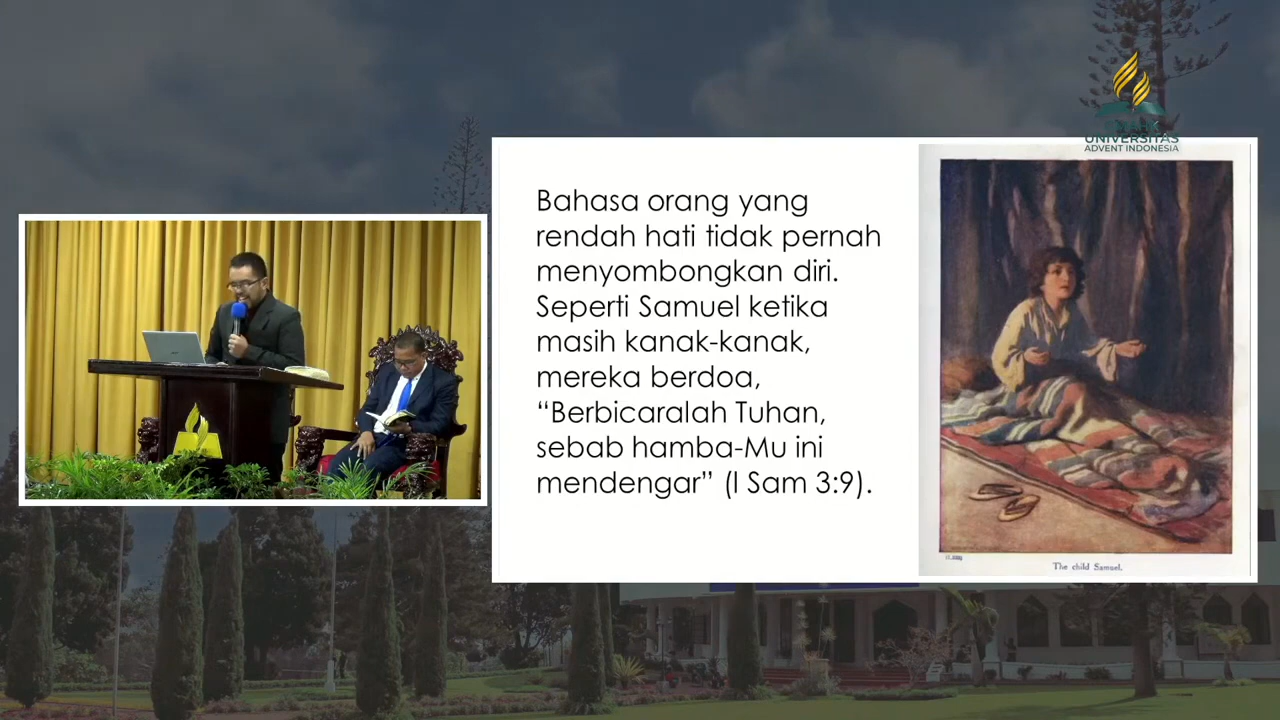 UNIVERSITAS
ADVENT INDONESIA
Bahasa orang yang
rendah hati tidak pernah
menyombongkan diri.
Seperti Samuel ketika
masih kanak-kanak,
mereka berdoa,
“Berbicaralah Tuhan,
sebab hamba-Mu ini
mendengar” (I Sam 3:9).
The child Samuel.